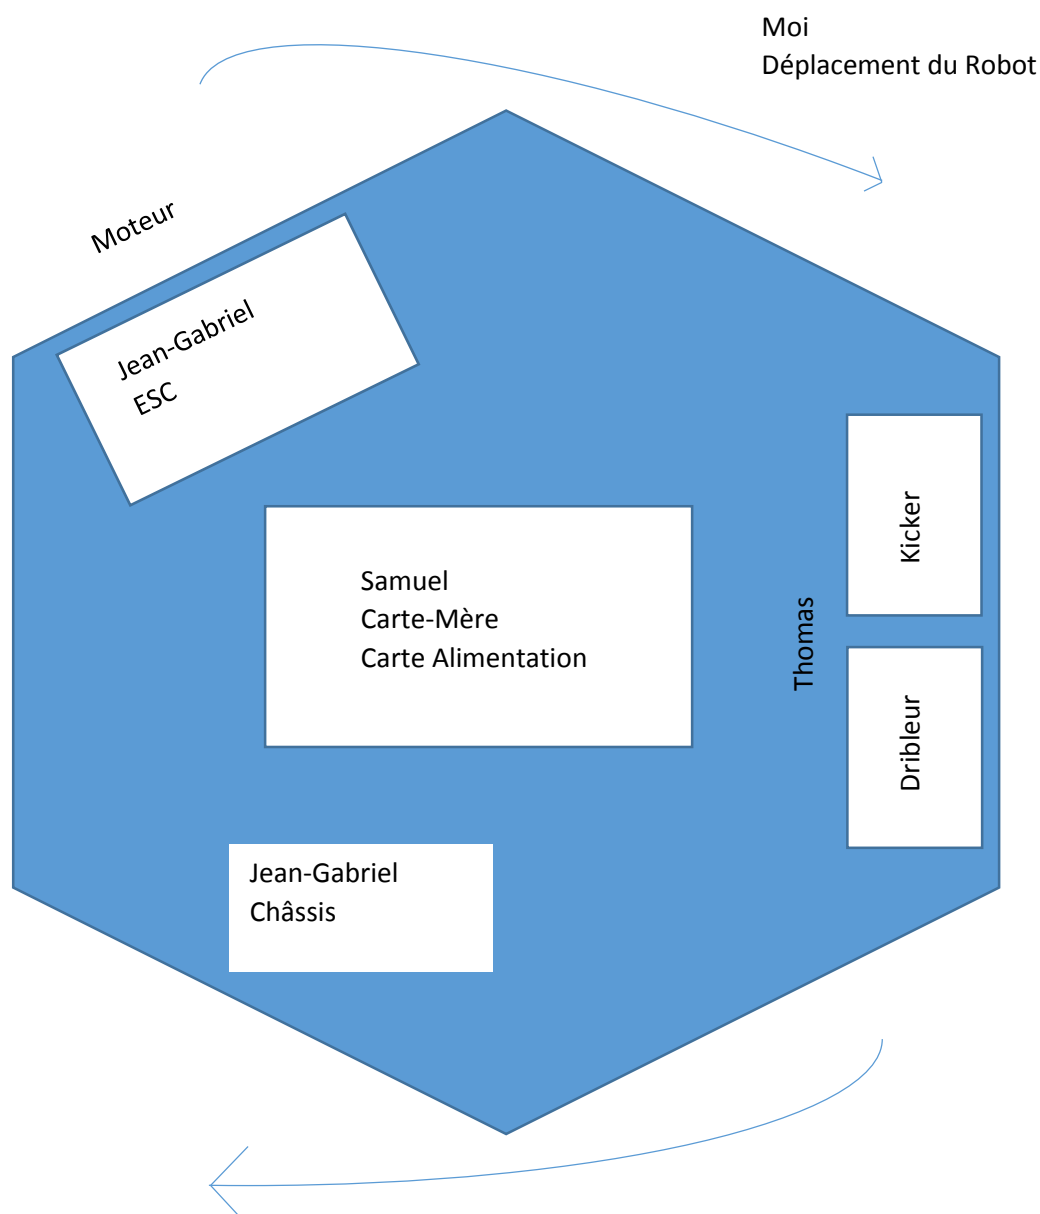 Moi
Déplacement du Robot
Moteur
Jean-Gabriel
ESC
Kicker
Samuel
Carte-Mère
Carte Alimentation
Thomas
Dribleur
Jean-Gabriel
Châssis